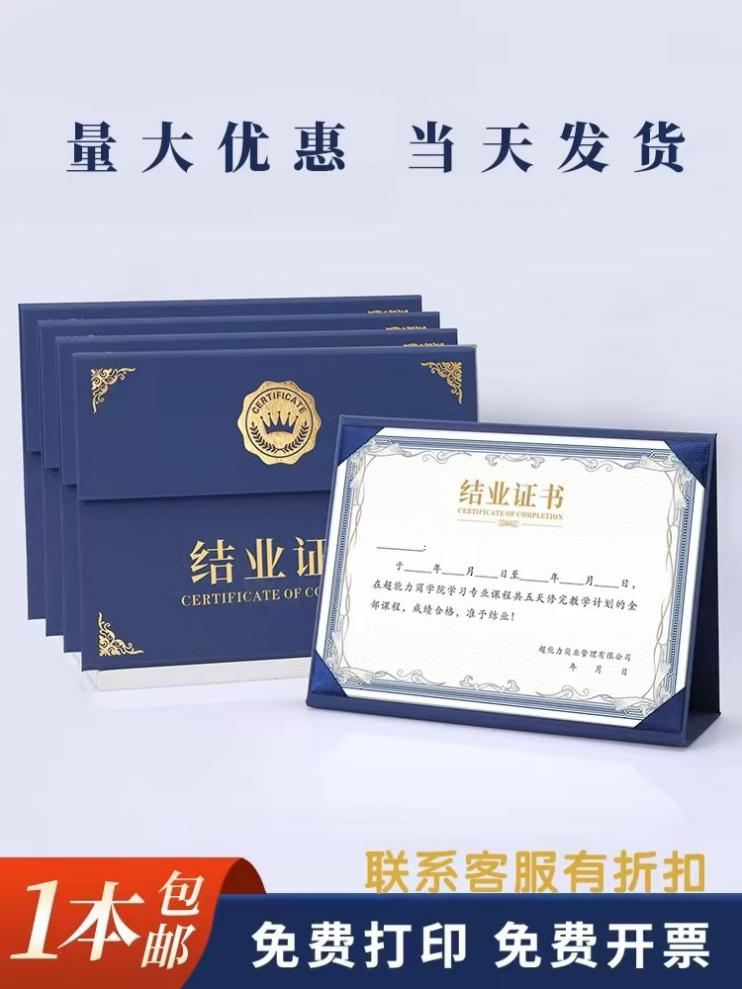 量大优惠 当天发货
CERTIFICATE
结业证
CERTIFICATE OF CO
结业证书
CERTIFICATE OF COMPLETION
______:
于____年____月____日至____年____月____日,
在超能力商学院学习专业课程共五天修完教学计划的全
部课程,成绩合格,准予结业!
超能力商业管理有限公司
年 月 日
联系客服有折扣
1本包邮
免费打印 免费开票